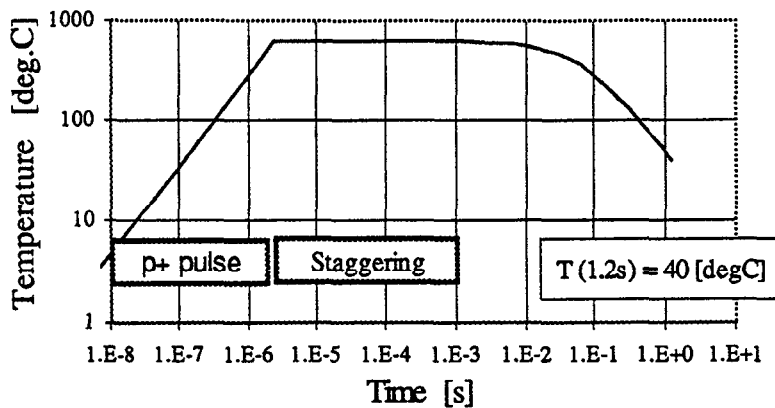 Temperature [deg.C]
1000
100
10
1
p+ pulse
Staggering
T (1.2s) = 40 [degC]
1.E-8 1.E-7 1.E-6 1.E-5 1.E-4 1.E-3 1.E-2 1.E-1 1.E+0 1.E+1
Time [s]